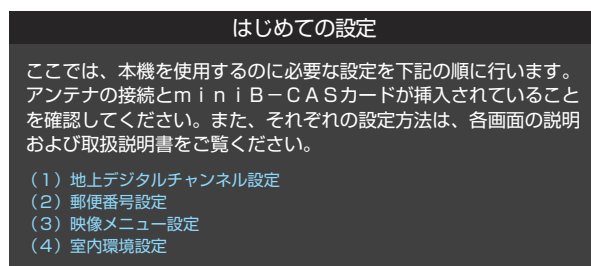 はじめての設定
ここでは、本機を使用するのに必要な設定を下記の順に行います。
アンテナの接続とｍｉｎｉＢ－ＣＡＳカードが挿入されていること
を確認してください。また、それぞれの設定方法は、各画面の説明
および取扱説明書をご覧ください。
（１）地上デジタルチャンネル設定
（２）郵便番号設定
（３）映像メニュー設定
（４）室内環境設定